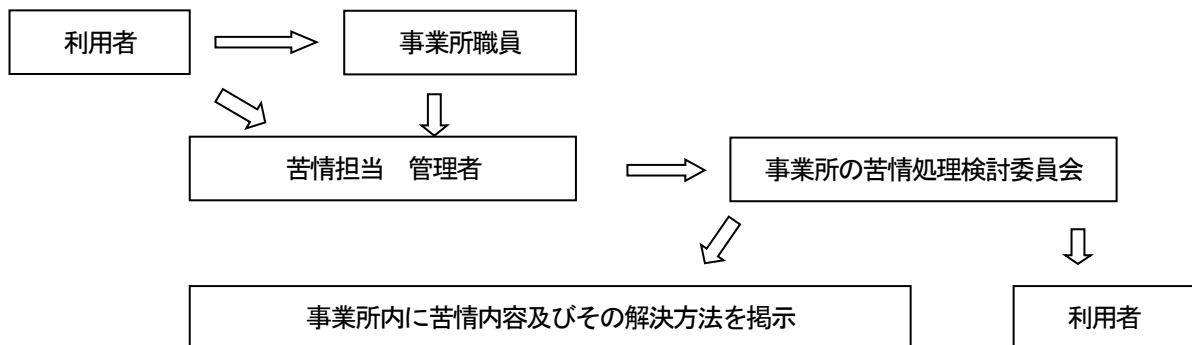 利用者
事業所職員
苦情担当　管理者
事業所の苦情処理検討委員会
事業所内に苦情内容及びその解決方法を掲示
利用者